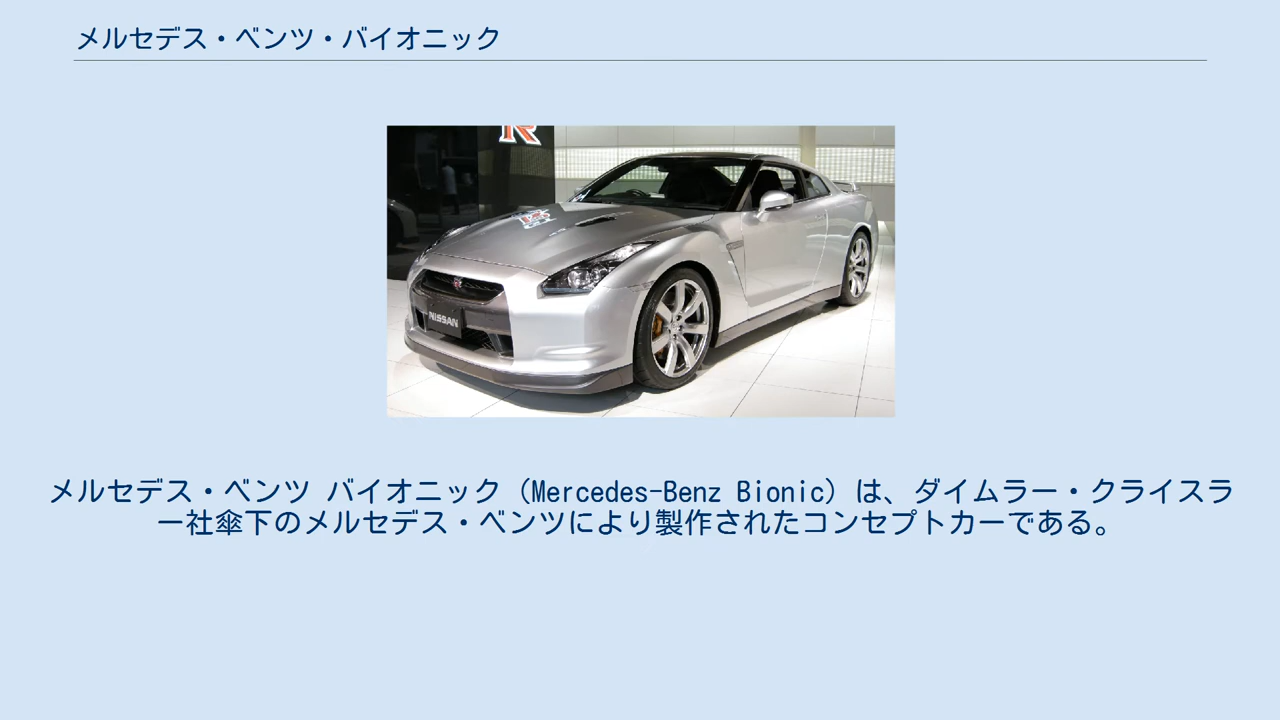 メルセデス・ベンツ・バイオニック
R
NISSAN
メルセデス・ベンツ バイオニック（Mercedes-Benz Bionic）は、ダイムラー・クライスラ
ー社傘下のメルセデス・ベンツにより製作されたコンセプトカーである。